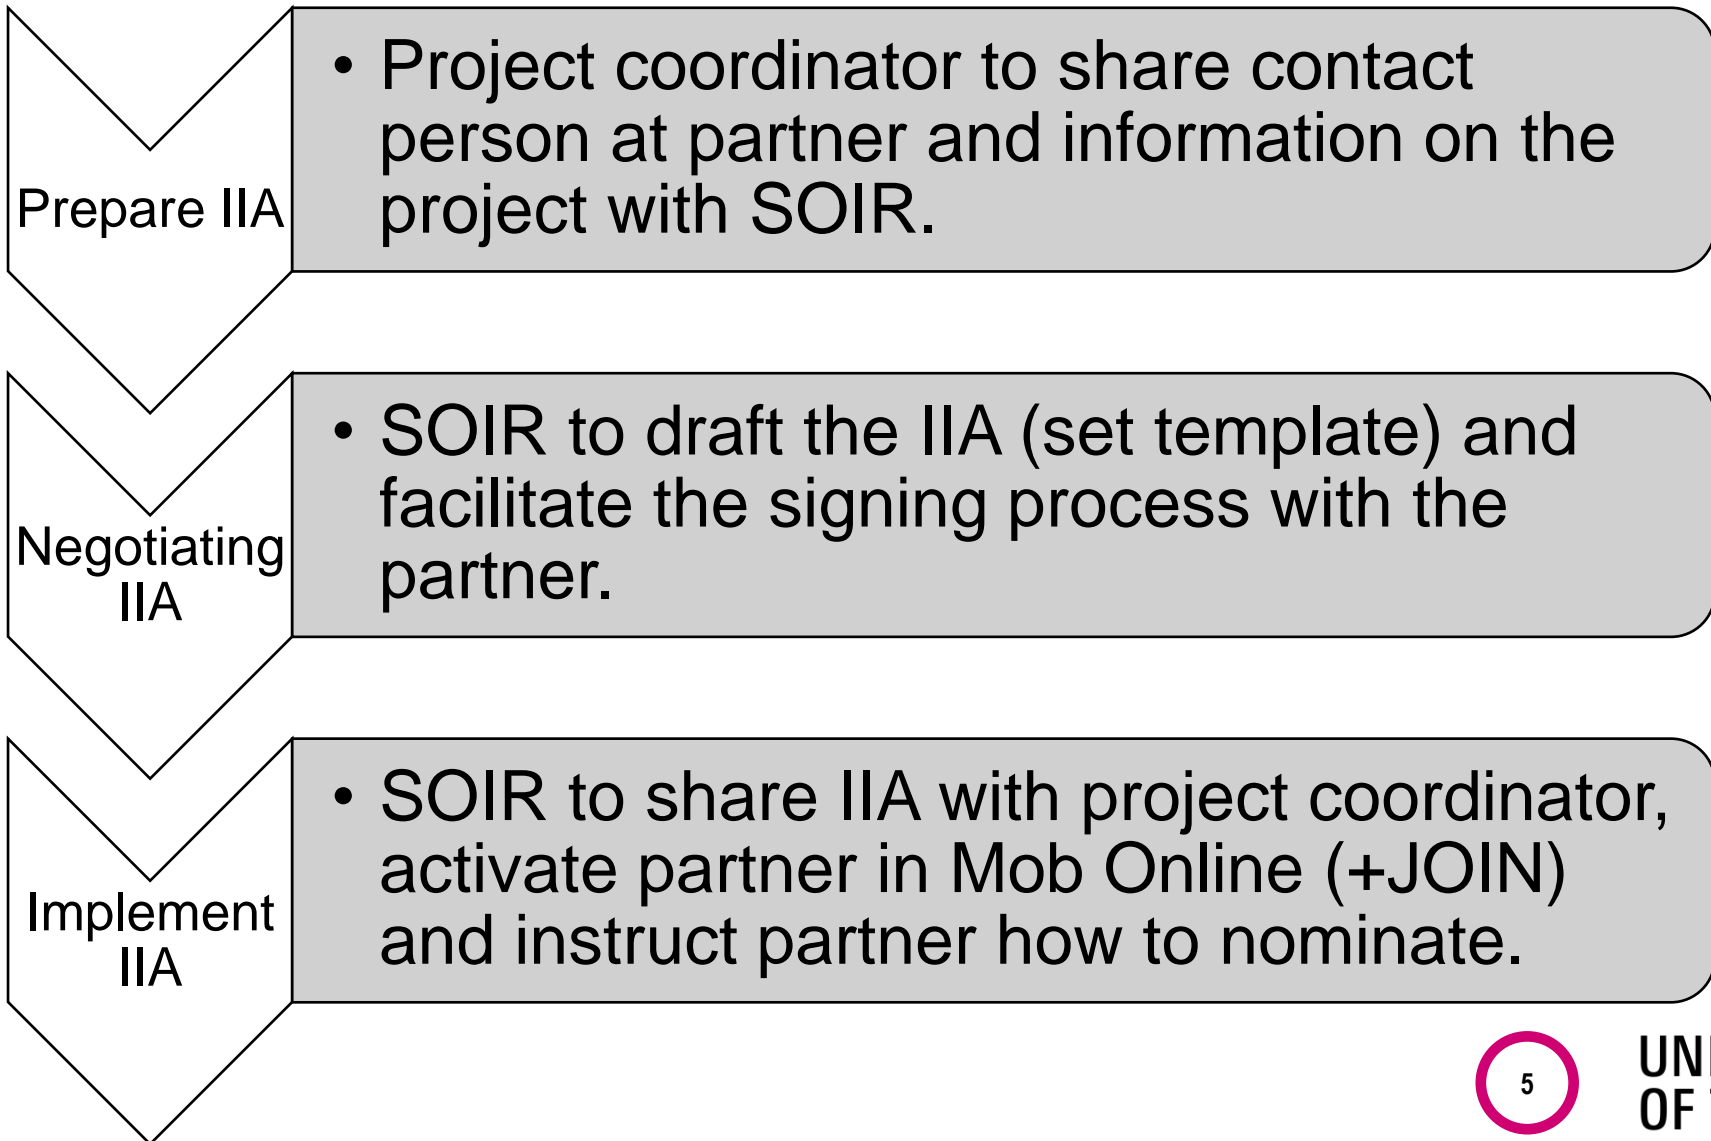 Prepare IIA
• Project coordinator to share contact
person at partner and information on the
project with SOIR.
Negotiating
IIA
• SOIR to draft the IIA (set template) and
facilitate the signing process with the
partner.
Implement
IIA
• SOIR to share IIA with project coordinator,
activate partner in Mob Online (+JOIN)
and instruct partner how to nominate.
5
OF